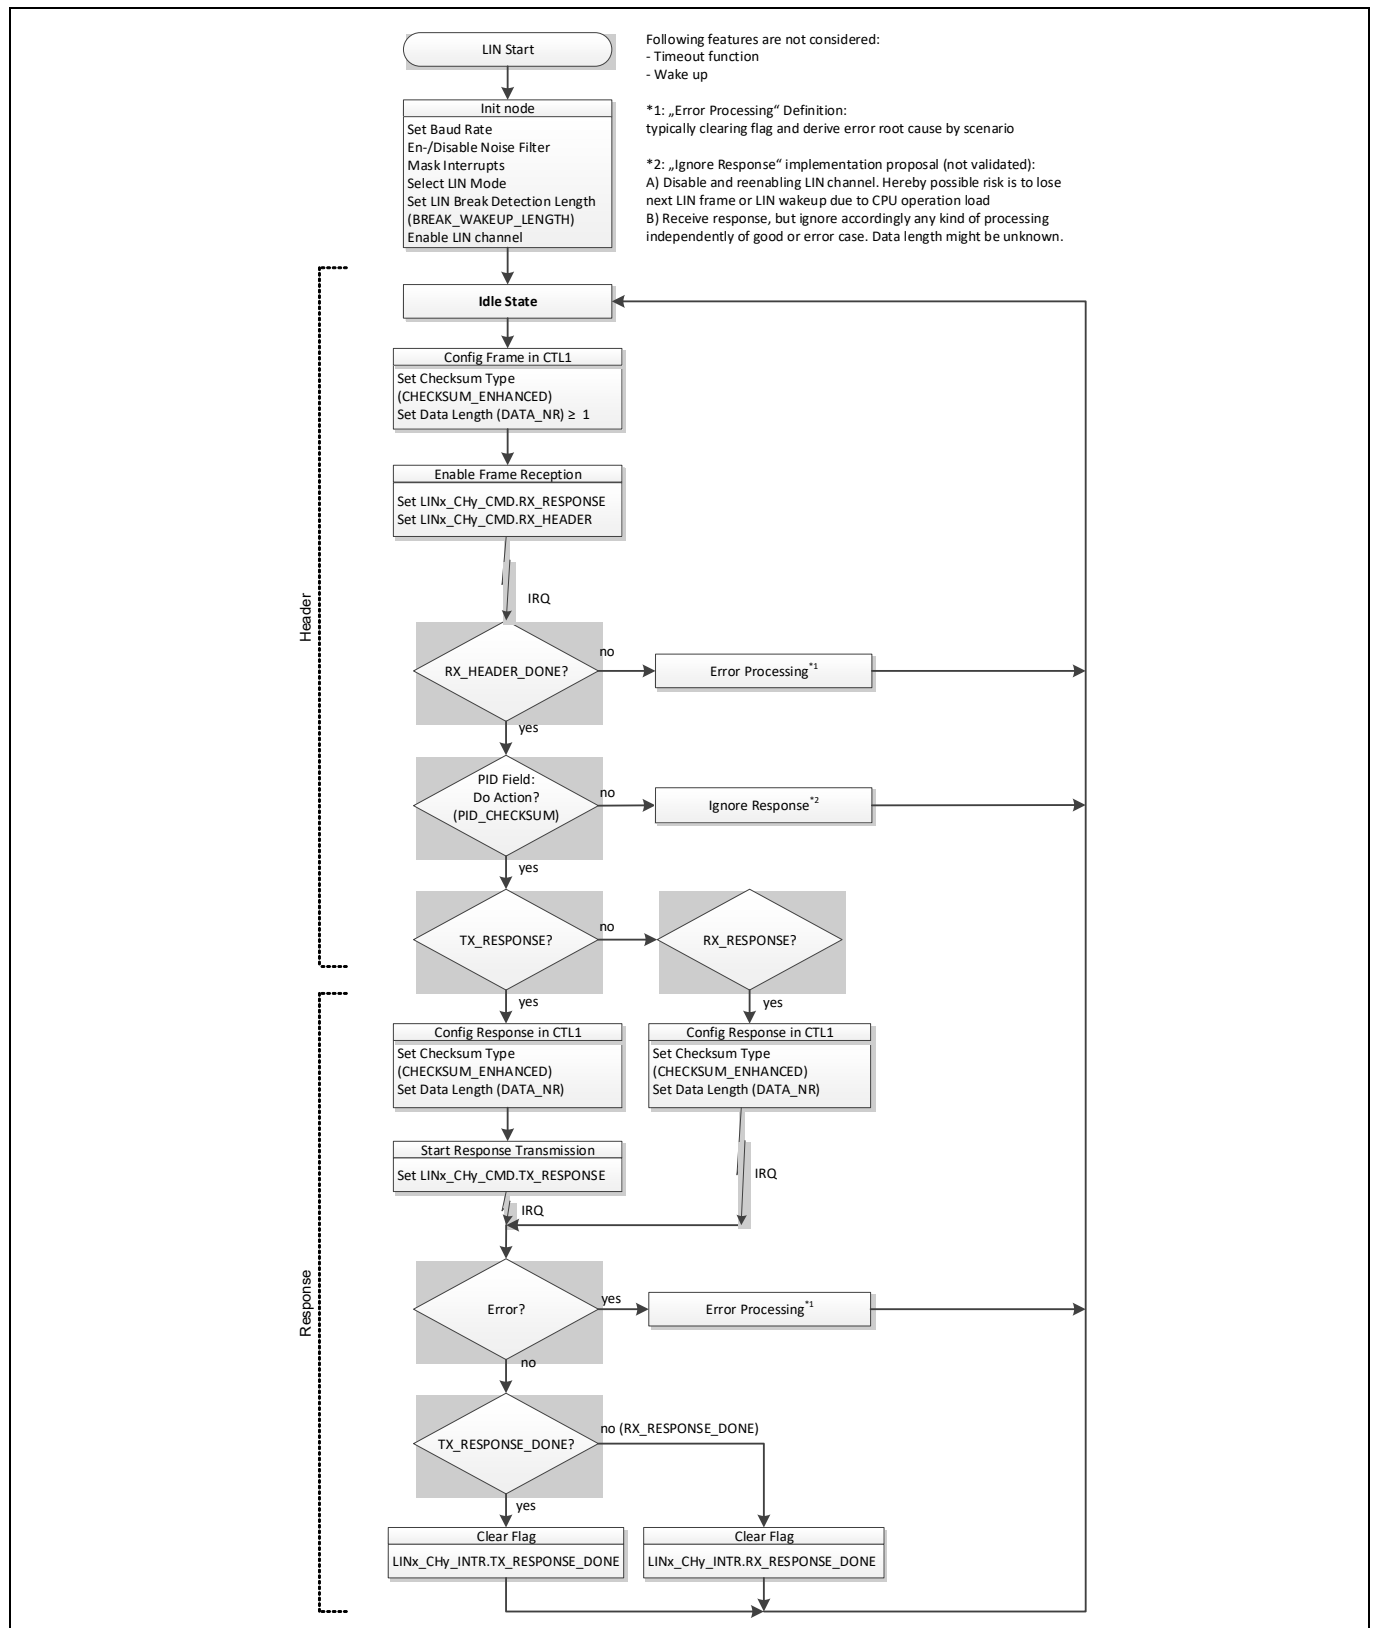 LIN Start
Following features are not considered:
- Timeout function
- Wake up
*1: „Error Processing“ Definition:
typically clearing flag and derive error root cause by scenario
*2: „Ignore Response“ implementation proposal (not validated):
A) Disable and reenabling LIN channel. Hereby possible risk is to lose
next LIN frame or LIN wakeup due to CPU operation load
B) Receive response, but ignore accordingly any kind of processing
independently of good or error case. Data length might be unknown.
Init node
Set Baud Rate
En-/Disable Noise Filter
Mask Interrupts
Select LIN Mode
Set LIN Break Detection Length
(BREAK_WAKEUP_LENGTH)
Enable LIN channel
Header
Idle State
Config Frame in CTL1
Set Checksum Type
(CHECKSUM_ENHANCED)
Set Data Length (DATA_NR) ≥ 1
Enable Frame Reception
Set LINx_CHy_CMD.RX_RESPONSE
Set LINx_CHy_CMD.RX_HEADER
IRQ
RX_HEADER_DONE?
no
Error Processing*1
yes
PID Field:
Do Action?
(PID_CHECKSUM)
no
Ignore Response*2
yes
TX_RESPONSE?
no
RX_RESPONSE?
yes
yes
Response
Config Response in CTL1
Set Checksum Type
(CHECKSUM_ENHANCED)
Set Data Length (DATA_NR)
Config Response in CTL1
Set Checksum Type
(CHECKSUM_ENHANCED)
Set Data Length (DATA_NR)
Start Response Transmission
Set LINx_CHy_CMD.TX_RESPONSE
IRQ
IRQ
Error?
yes
Error Processing*1
no
TX_RESPONSE_DONE?
no (RX_RESPONSE_DONE)
yes
Clear Flag
LINx_CHy_INTR.TX_RESPONSE_DONE
Clear Flag
LINx_CHy_INTR.RX_RESPONSE_DONE